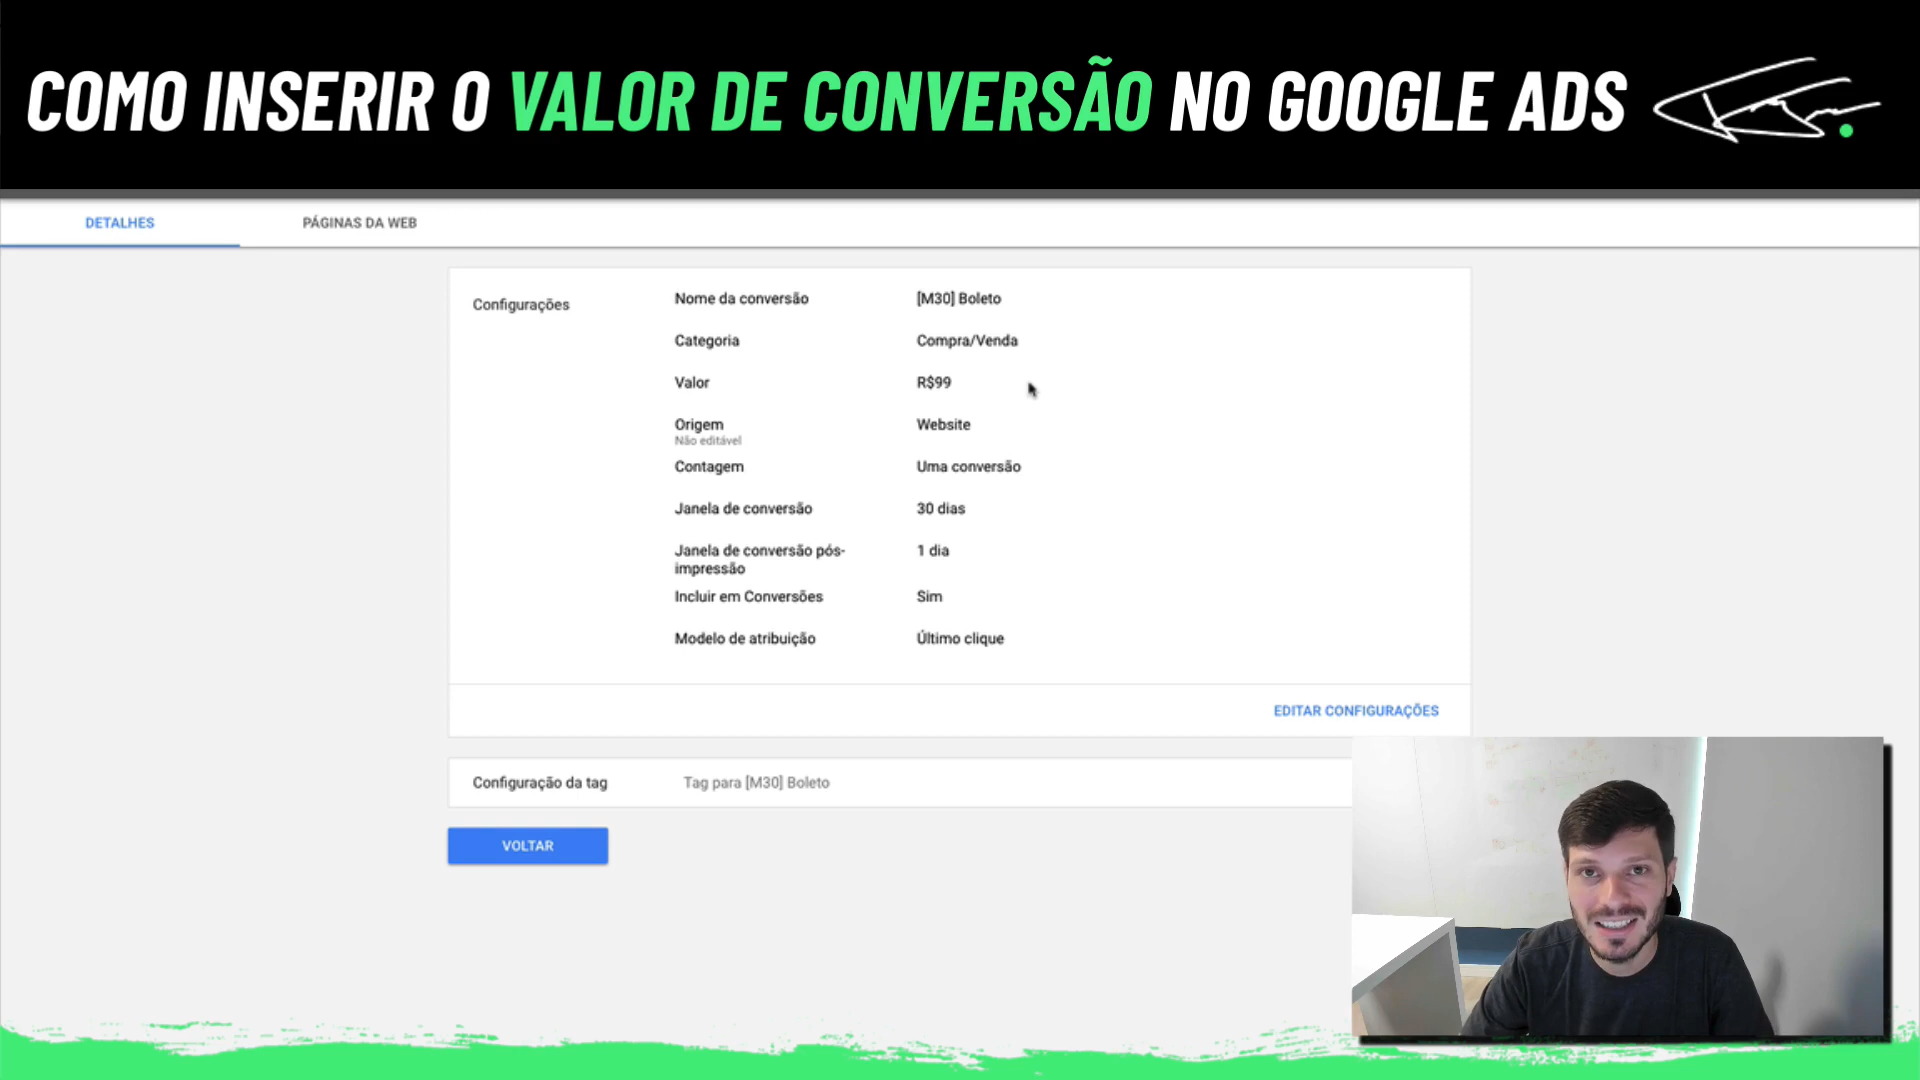 COMO INSERIR O VALOR DE CONVERSÃO NO GOOGLE ADS
DETALHES
PÁGINAS DA WEB
Configurações
Nome da conversão
[M30] Boleto
Categoria
Compra/Venda
Valor
R$99
Origem
Não editável
Website
Contagem
Uma conversão
Janela de conversão
30 dias
Janela de conversão pós-
impressão
1 dia
Incluir em Conversões
Sim
Modelo de atribuição
Último clique
EDITAR CONFIGURAÇÕES
Configuração da tag
Tag para [M30] Boleto
VOLTAR